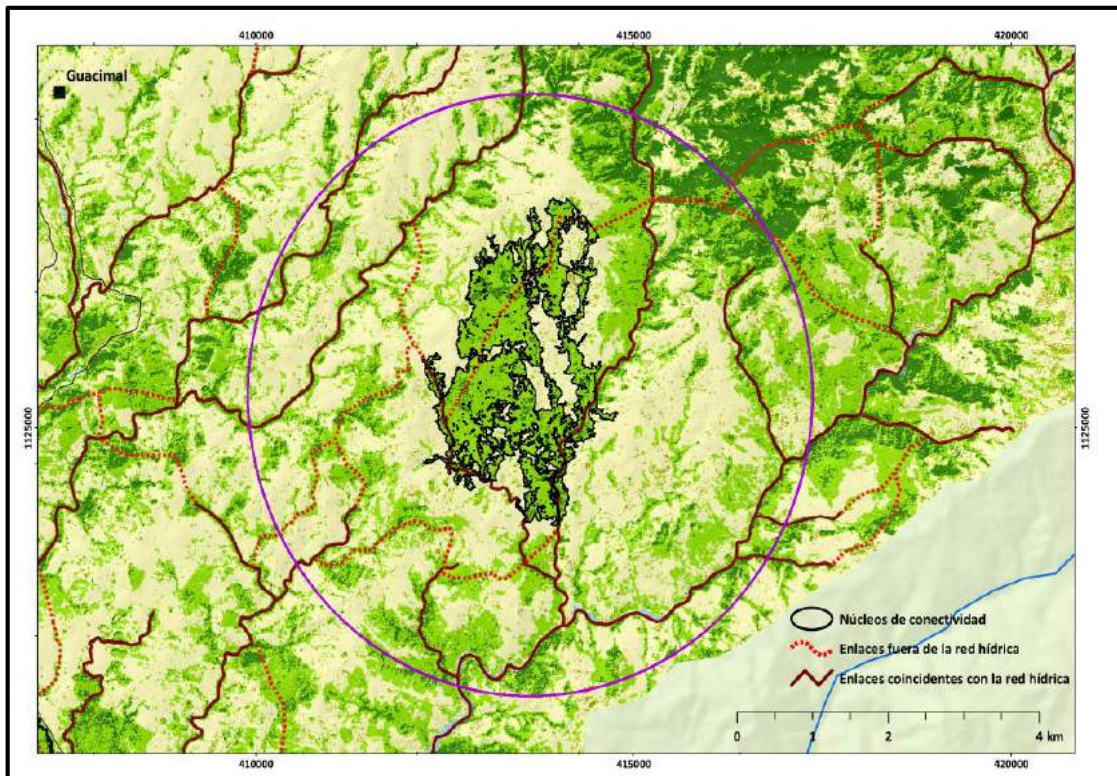 410000 415000 420000
Guacimal
1125000 1125000
Núcleos de conectividad
Enlaces fuera de la red hídrica
Enlaces coincidentes con la red hídrica
0 1 2 4 km
410000 415000 420000